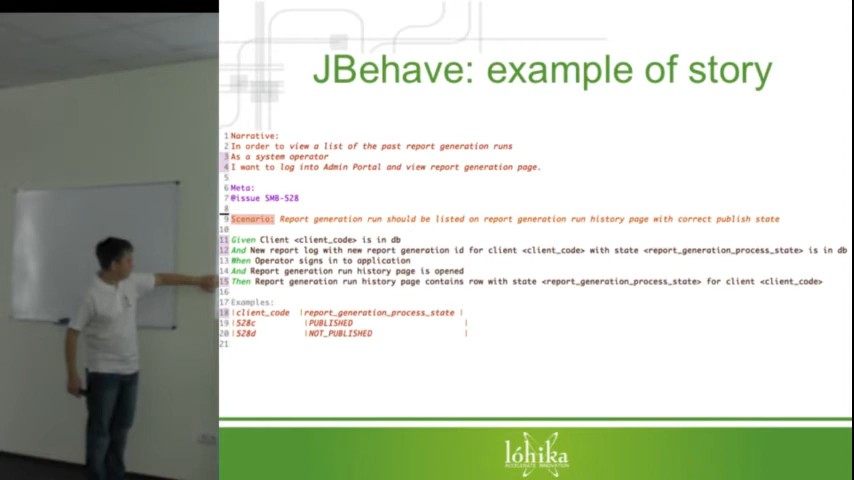 JBehave: example of story
1 Narrative:
2 In order to view a list of the past report generation runs
3 As a system operator
4 I want to log into Admin Portal and view report generation page.
5
6 Meta:
7 @issue SMB-528
8
9 Scenario: Report generation run should be listed on report generation run history page with correct publish state
10
11 Given Client <client_code> is in db
12 And New report log with new report generation id for client <client_code> with state <report_generation_process_state> is in db
13 When Operator signs in to application
14 And Report generation run history page is opened
15 Then Report generation run history page contains row with state <report_generation_process_state> for client <client_code>
16
17 Examples:
18 |client_code |report_generation_process_state |
19 |528c |PUBLISHED |
20 |528d |NOT_PUBLISHED |
21
lóhika
ACCELERATE INNOVATION